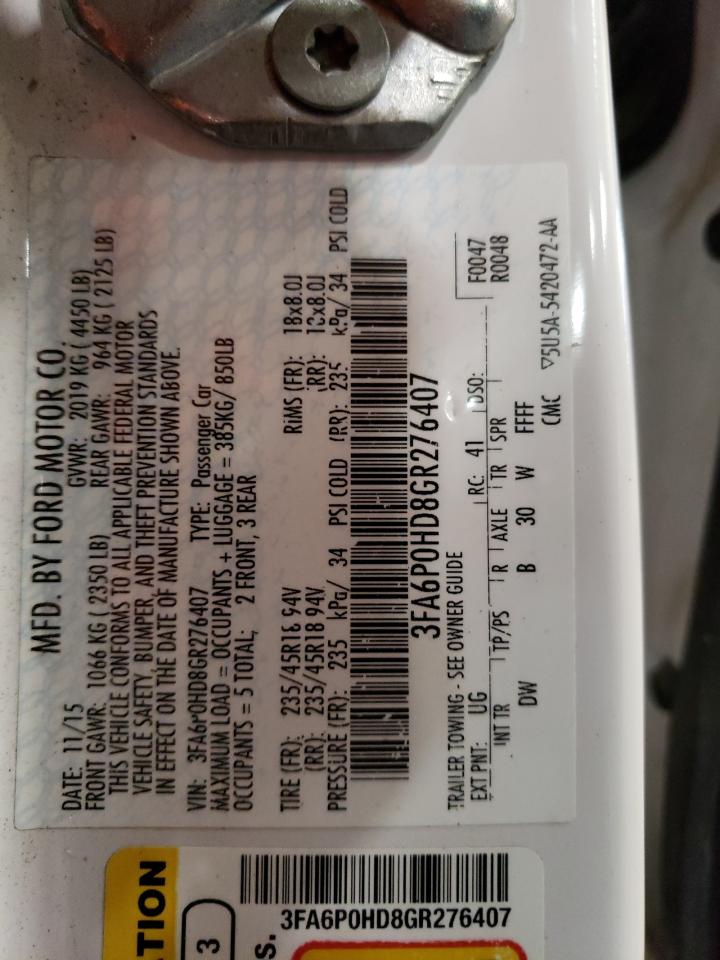 MFD. BY FORD MOTOR CO.
DATE: 11/15 GVWR: 2019 KG ( 4450 LB)
FRONT GAWR: 1066 KG ( 2350 LB) REAR GAWR: 964 KG ( 2125 LB)
THIS VEHICLE CONFORMS TO ALL APPLICABLE FEDERAL MOTOR
VEHICLE SAFETY, BUMPER, AND THEFT PREVENTION STANDARDS
IN EFFECT ON THE DATE OF MANUFACTURE SHOWN ABOVE.
VIN: 3FA6P0HD8GR276407 TYPE: Passenger Car
MAXIMUM LOAD = OCCUPANTS + LUGGAGE = 385KG/ 850LB
OCCUPANTS = 5 TOTAL; 2 FRONT, 3 REAR
TIRE (FR): 235/45R18 94V RIMS (FR): 18x8.0J
(RR): 235/45R18 94V (RR): 18x8.0J
PRESSURE (FR): 235 kPa/ 34 PSI COLD (RR): 235 kPa/ 34 PSI COLD
3FA6P0HD8GR276407
TRAILER TOWING - SEE OWNER GUIDE
EXT PNT: UG RC: 41 DSO: F0047
R0048
INT TR TP/PS R AXLE TR SPR
DW B 30 W FFFF
CMC ▽5U5A-5420472-AA
3FA6P0HD8GR276407
TION
3
s.